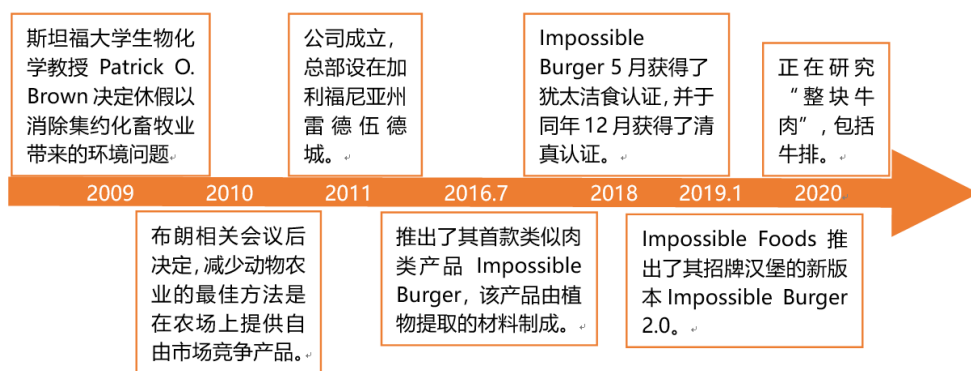 斯坦福大学生物化
学教授 Patrick O.
Brown 决定休假以
消除集约化畜牧业
带来的环境问题
公司成立，
总部设在加
利福尼亚州
雷德伍德
城。
Impossible
Burger 5 月获得了
犹太洁食认证，并于
同年 12 月获得了清
真认证。
正在研究
“整块牛
肉”，包括
牛排。
2009 2010 2011 2016.7 2018 2019.1 2020
布朗相关会议后
决定，减少动物农
业的最佳方法是
在农场上提供自
由市场竞争产品。
推出了其首款类似肉
类产品 Impossible
Burger，该产品由植
物提取的材料制成。
Impossible Foods 推
出了其招牌汉堡的新版
本 Impossible Burger
2.0。